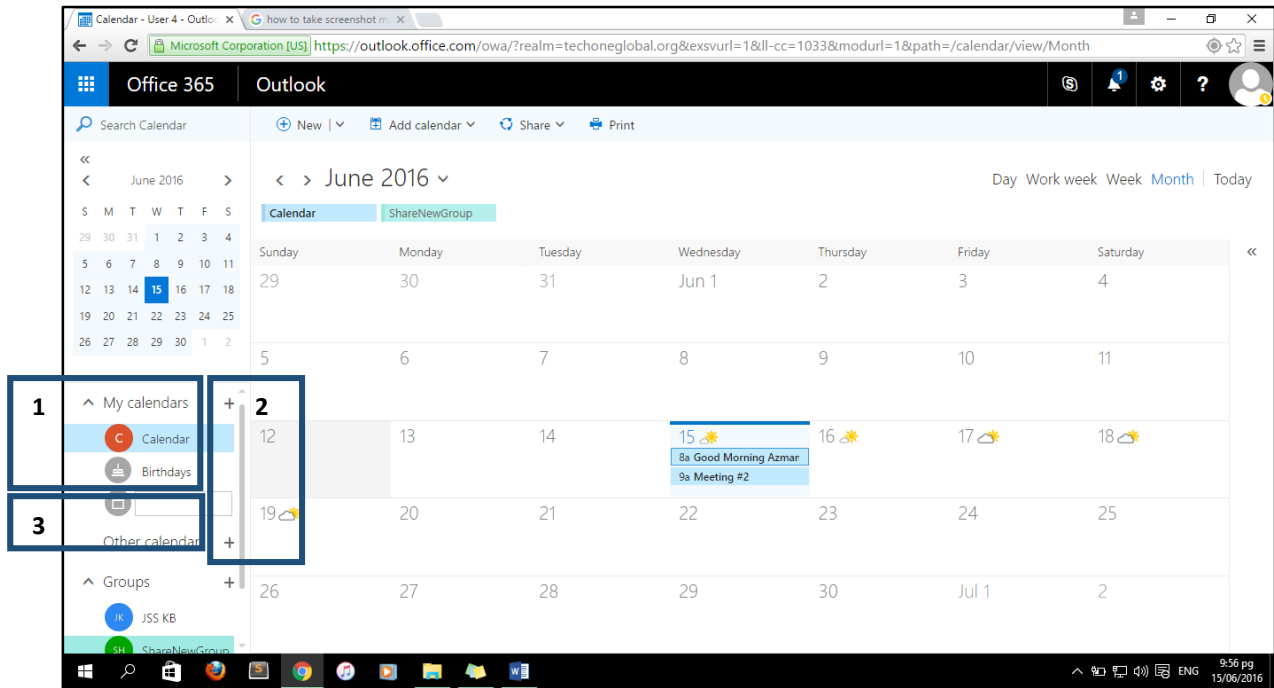 Calendar - User 4 - Outloo
how to take screenshot m
Microsoft Corporation [US] https://outlook.office.com/owa/?realm=techoneglobal.org&exsvurl=1&ll-cc=1033&modurl=1&path=/calendar/view/Month
Office 365 Outlook 1 ?
Search Calendar New Add calendar Share Print
June 2016
S M T W T F S
29 30 31 1 2 3 4
5 6 7 8 9 10 11
12 13 14 15 16 17 18
19 20 21 22 23 24 25
26 27 28 29 30 1 2
June 2016 Day Work week Week Month Today
Calendar ShareNewGroup
Sunday Monday Tuesday Wednesday Thursday Friday Saturday
29 30 31 Jun 1 2 3 4
5 6 7 8 9 10 11
12 13 14 15 16 17 18
8a Good Morning Azman
9a Meeting #2
19 20 21 22 23 24 25
26 27 28 29 30 Jul 1 2
1
My calendars +
2
C Calendar
Birthdays
3
Other calendar +
Groups +
JK JSS KB
SH ShareNewGroup
ENG 9:56 pg
15/06/2016